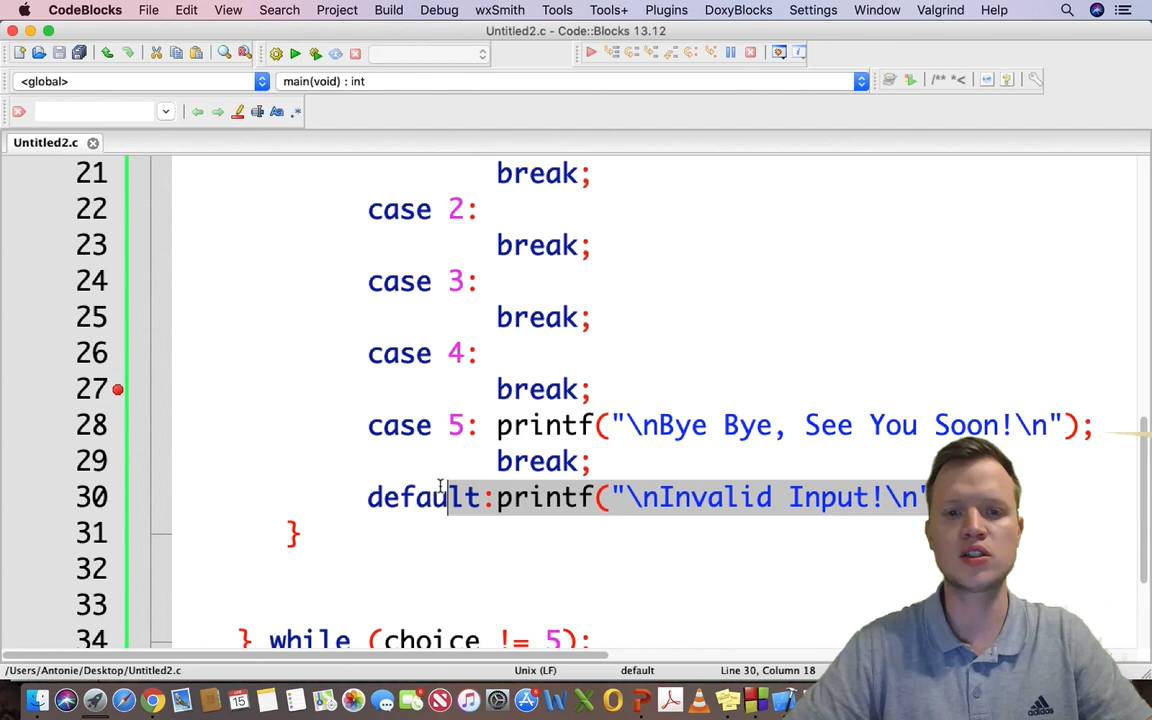 CodeBlocks File Edit View Search Project Build Debug wxSmith Tools Tools+ Plugins DoxyBlocks Settings Window Valgrind Help
Untitled2.c - Code::Blocks 13.12
<global> main(void) : int /** *<
Aa .*
Untitled2.c
21 break;
22 case 2:
23 break;
24 case 3:
25 break;
26 case 4:
27 break;
28 case 5: printf("\nBye Bye, See You Soon!\n");
29 break;
30 default:printf("\nInvalid Input!\n"
31 }
32
33
34 } while (choice != 5);
/Users/Antonie/Desktop/Untitled2.c Unix (LF) default Line 30, Column 18
adidas